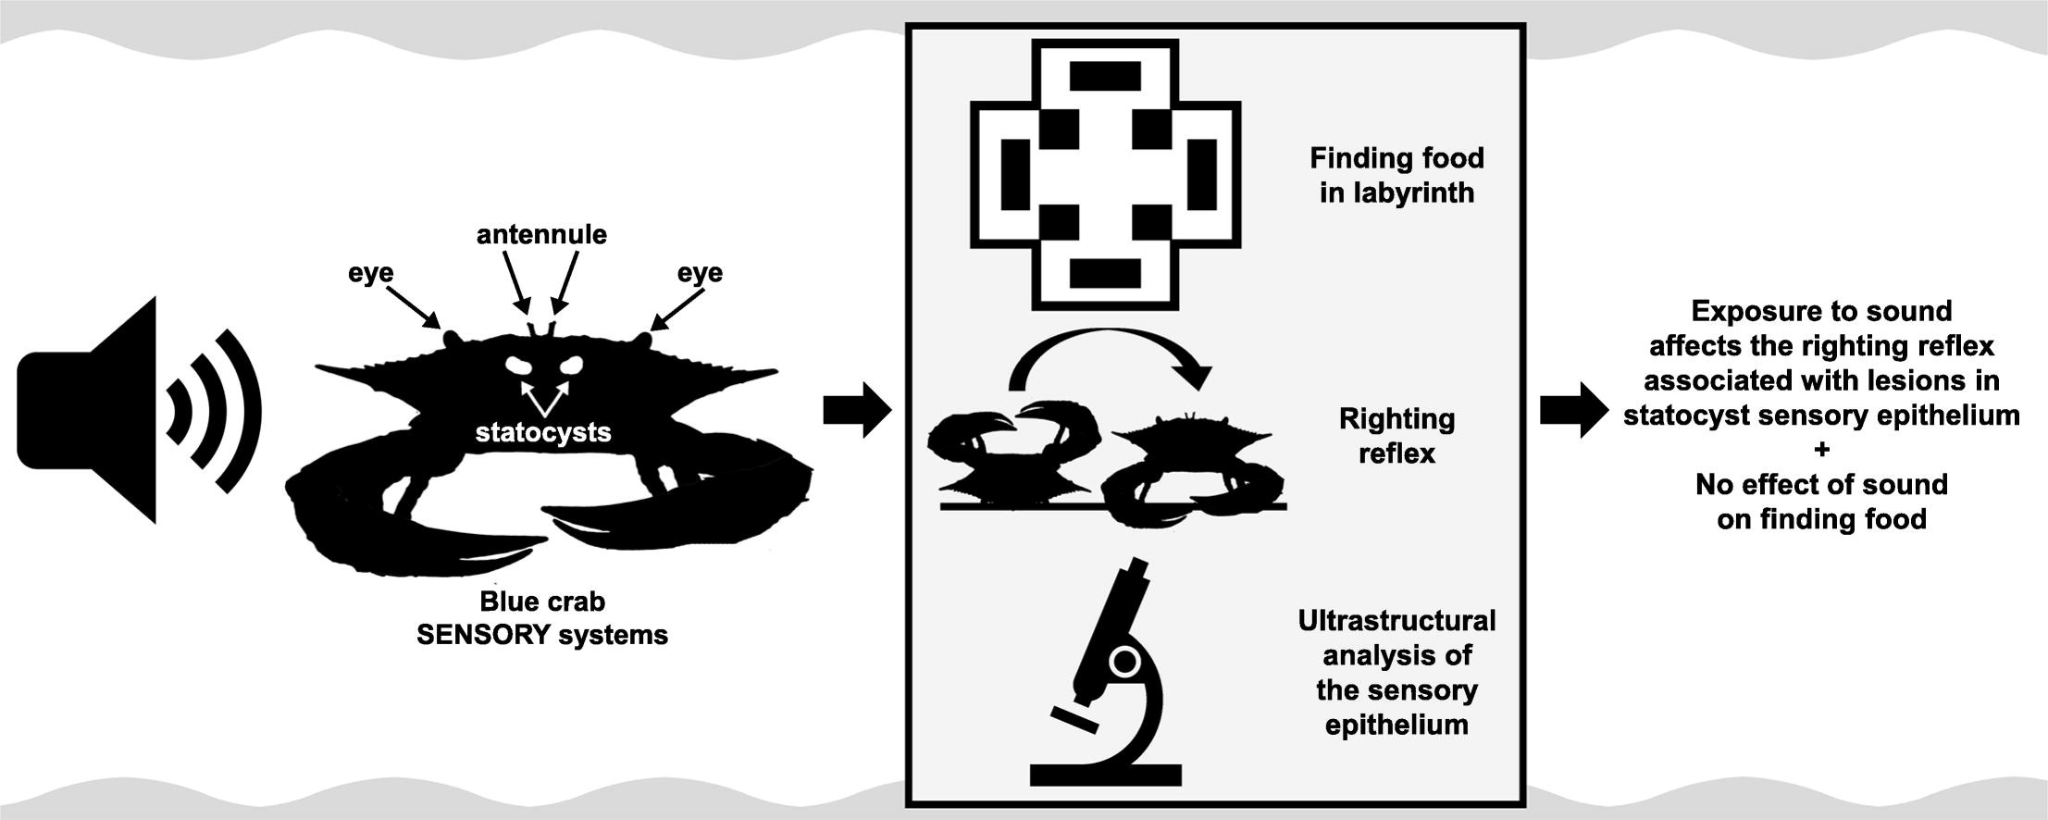 antennule
eye
eye
statocysts
Blue crab
SENSORY systems
Finding food
in labyrinth
Righting
reflex
Ultrastructural
analysis of
the sensory
epithelium
Exposure to sound
affects the righting reflex
associated with lesions in
statocyst sensory epithelium
+
No effect of sound
on finding food